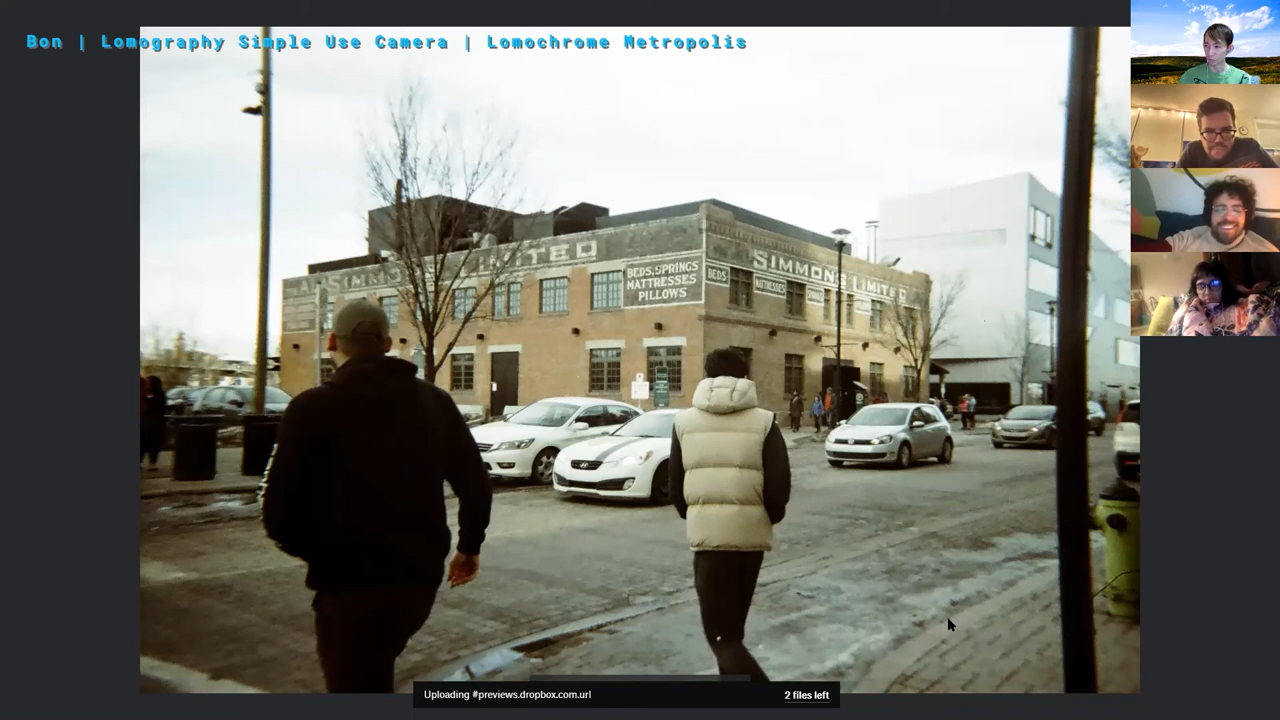 Bon | Lomography Simple Use Camera | Lomochrome Metropolis
LIMITED
SIMMONS LIMITED
BEDS, SPRINGS
MATTRESSES
PILLOWS
BEDS
MATTRESSES
Uploading #previews.dropbox.com.url
2 files left